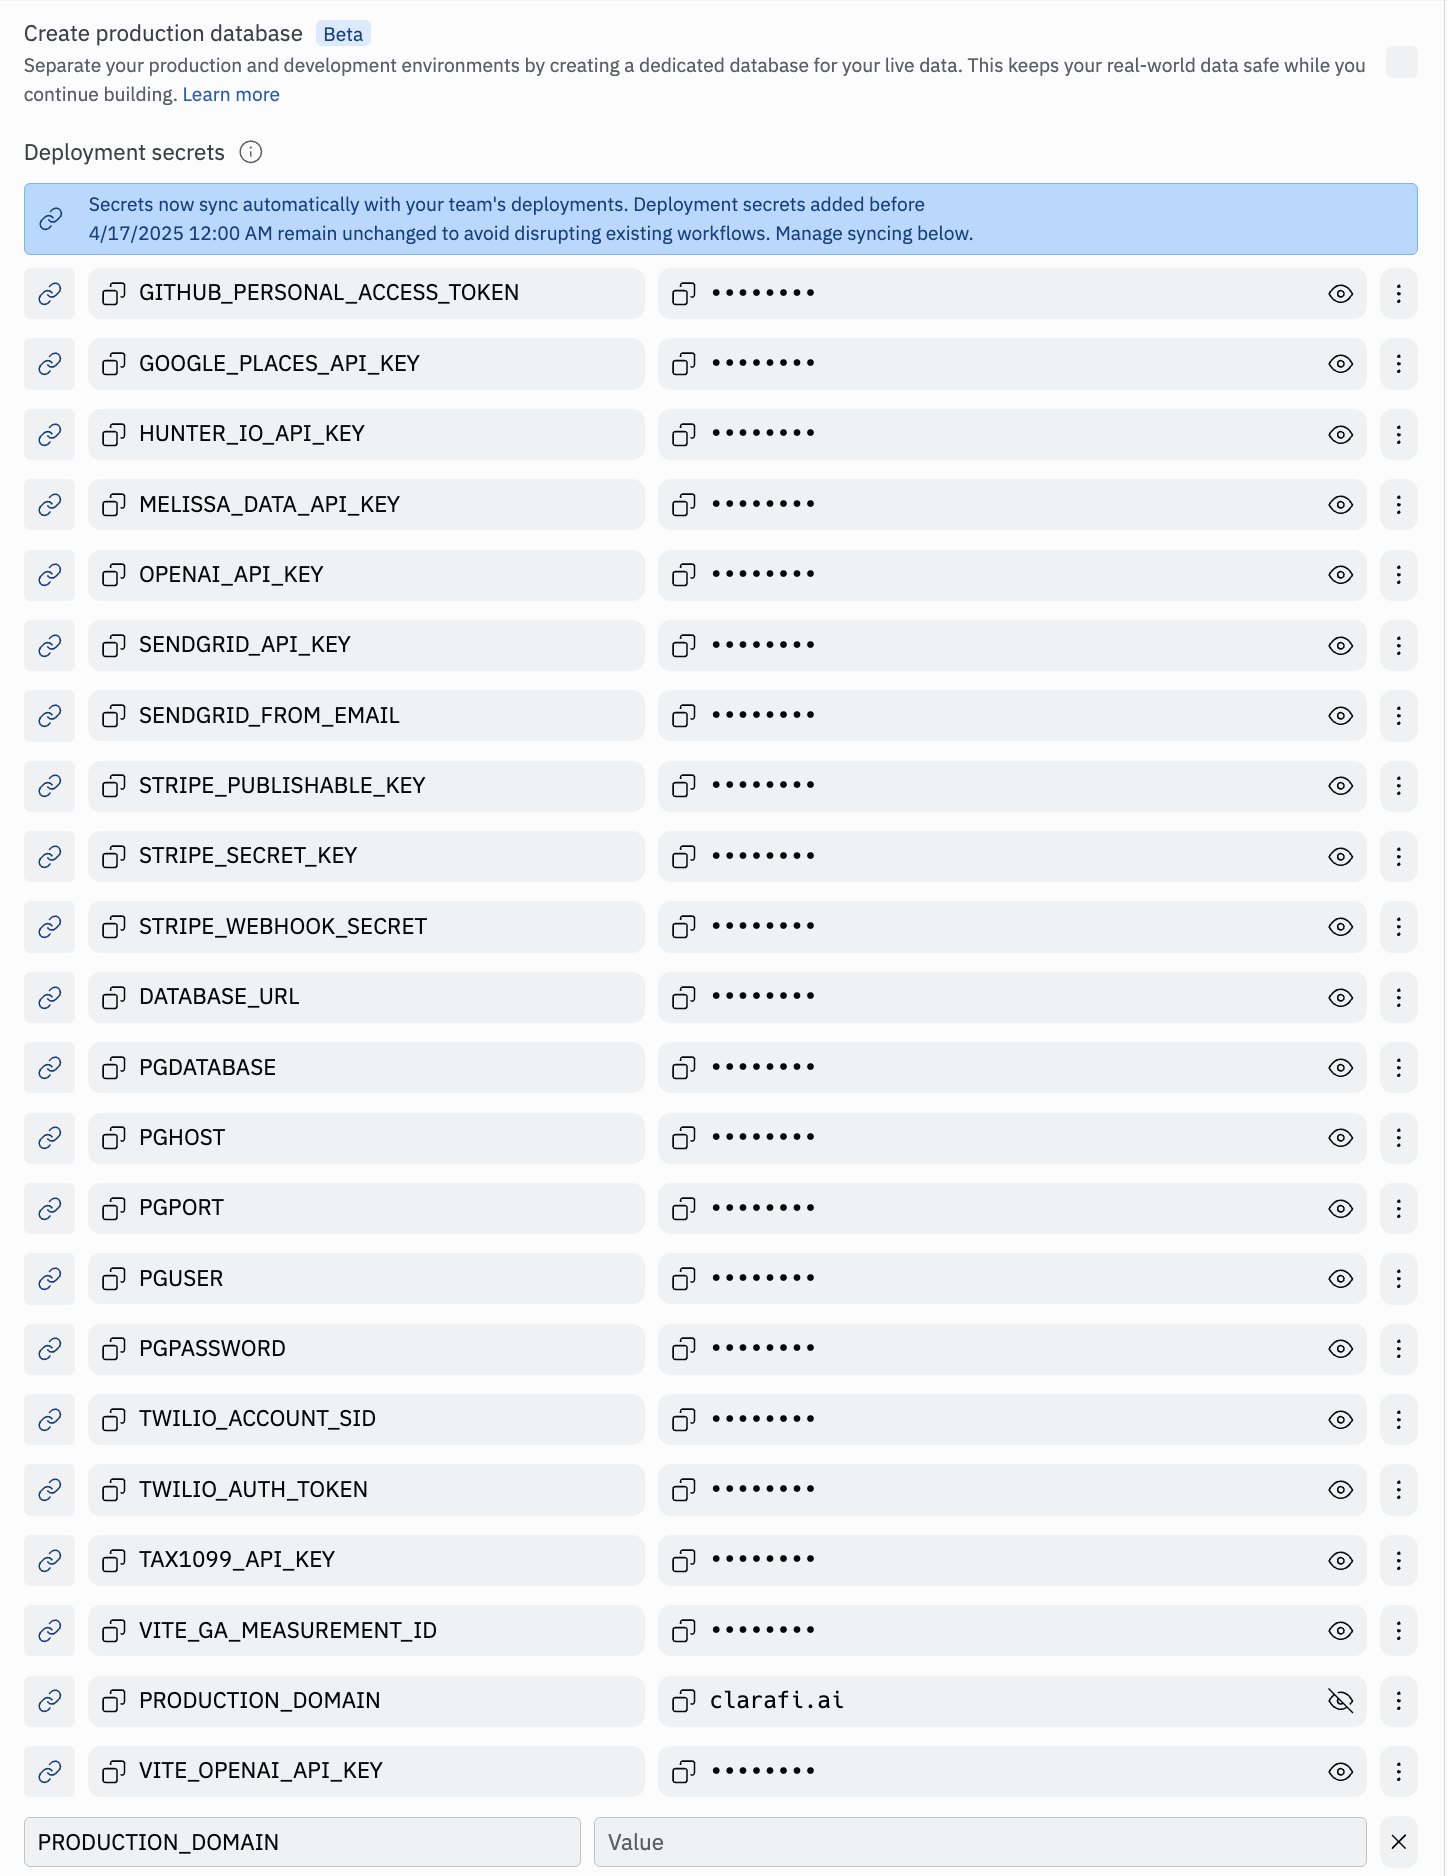 Create production database Beta
Separate your production and development environments by creating a dedicated database for your live data. This keeps your real-world data safe while you
continue building. Learn more
Deployment secrets
Secrets now sync automatically with your team's deployments. Deployment secrets added before
4/17/2025 12:00 AM remain unchanged to avoid disrupting existing workflows. Manage syncing below.
GITHUB_PERSONAL_ACCESS_TOKEN ••••••••
GOOGLE_PLACES_API_KEY ••••••••
HUNTER_IO_API_KEY ••••••••
MELISSA_DATA_API_KEY ••••••••
OPENAI_API_KEY ••••••••
SENDGRID_API_KEY ••••••••
SENDGRID_FROM_EMAIL ••••••••
STRIPE_PUBLISHABLE_KEY ••••••••
STRIPE_SECRET_KEY ••••••••
STRIPE_WEBHOOK_SECRET ••••••••
DATABASE_URL ••••••••
PGDATABASE ••••••••
PGHOST ••••••••
PGPORT ••••••••
PGUSER ••••••••
PGPASSWORD ••••••••
TWILIO_ACCOUNT_SID ••••••••
TWILIO_AUTH_TOKEN ••••••••
TAX1099_API_KEY ••••••••
VITE_GA_MEASUREMENT_ID ••••••••
PRODUCTION_DOMAIN clarafi.ai
VITE_OPENAI_API_KEY ••••••••
PRODUCTION_DOMAIN Value